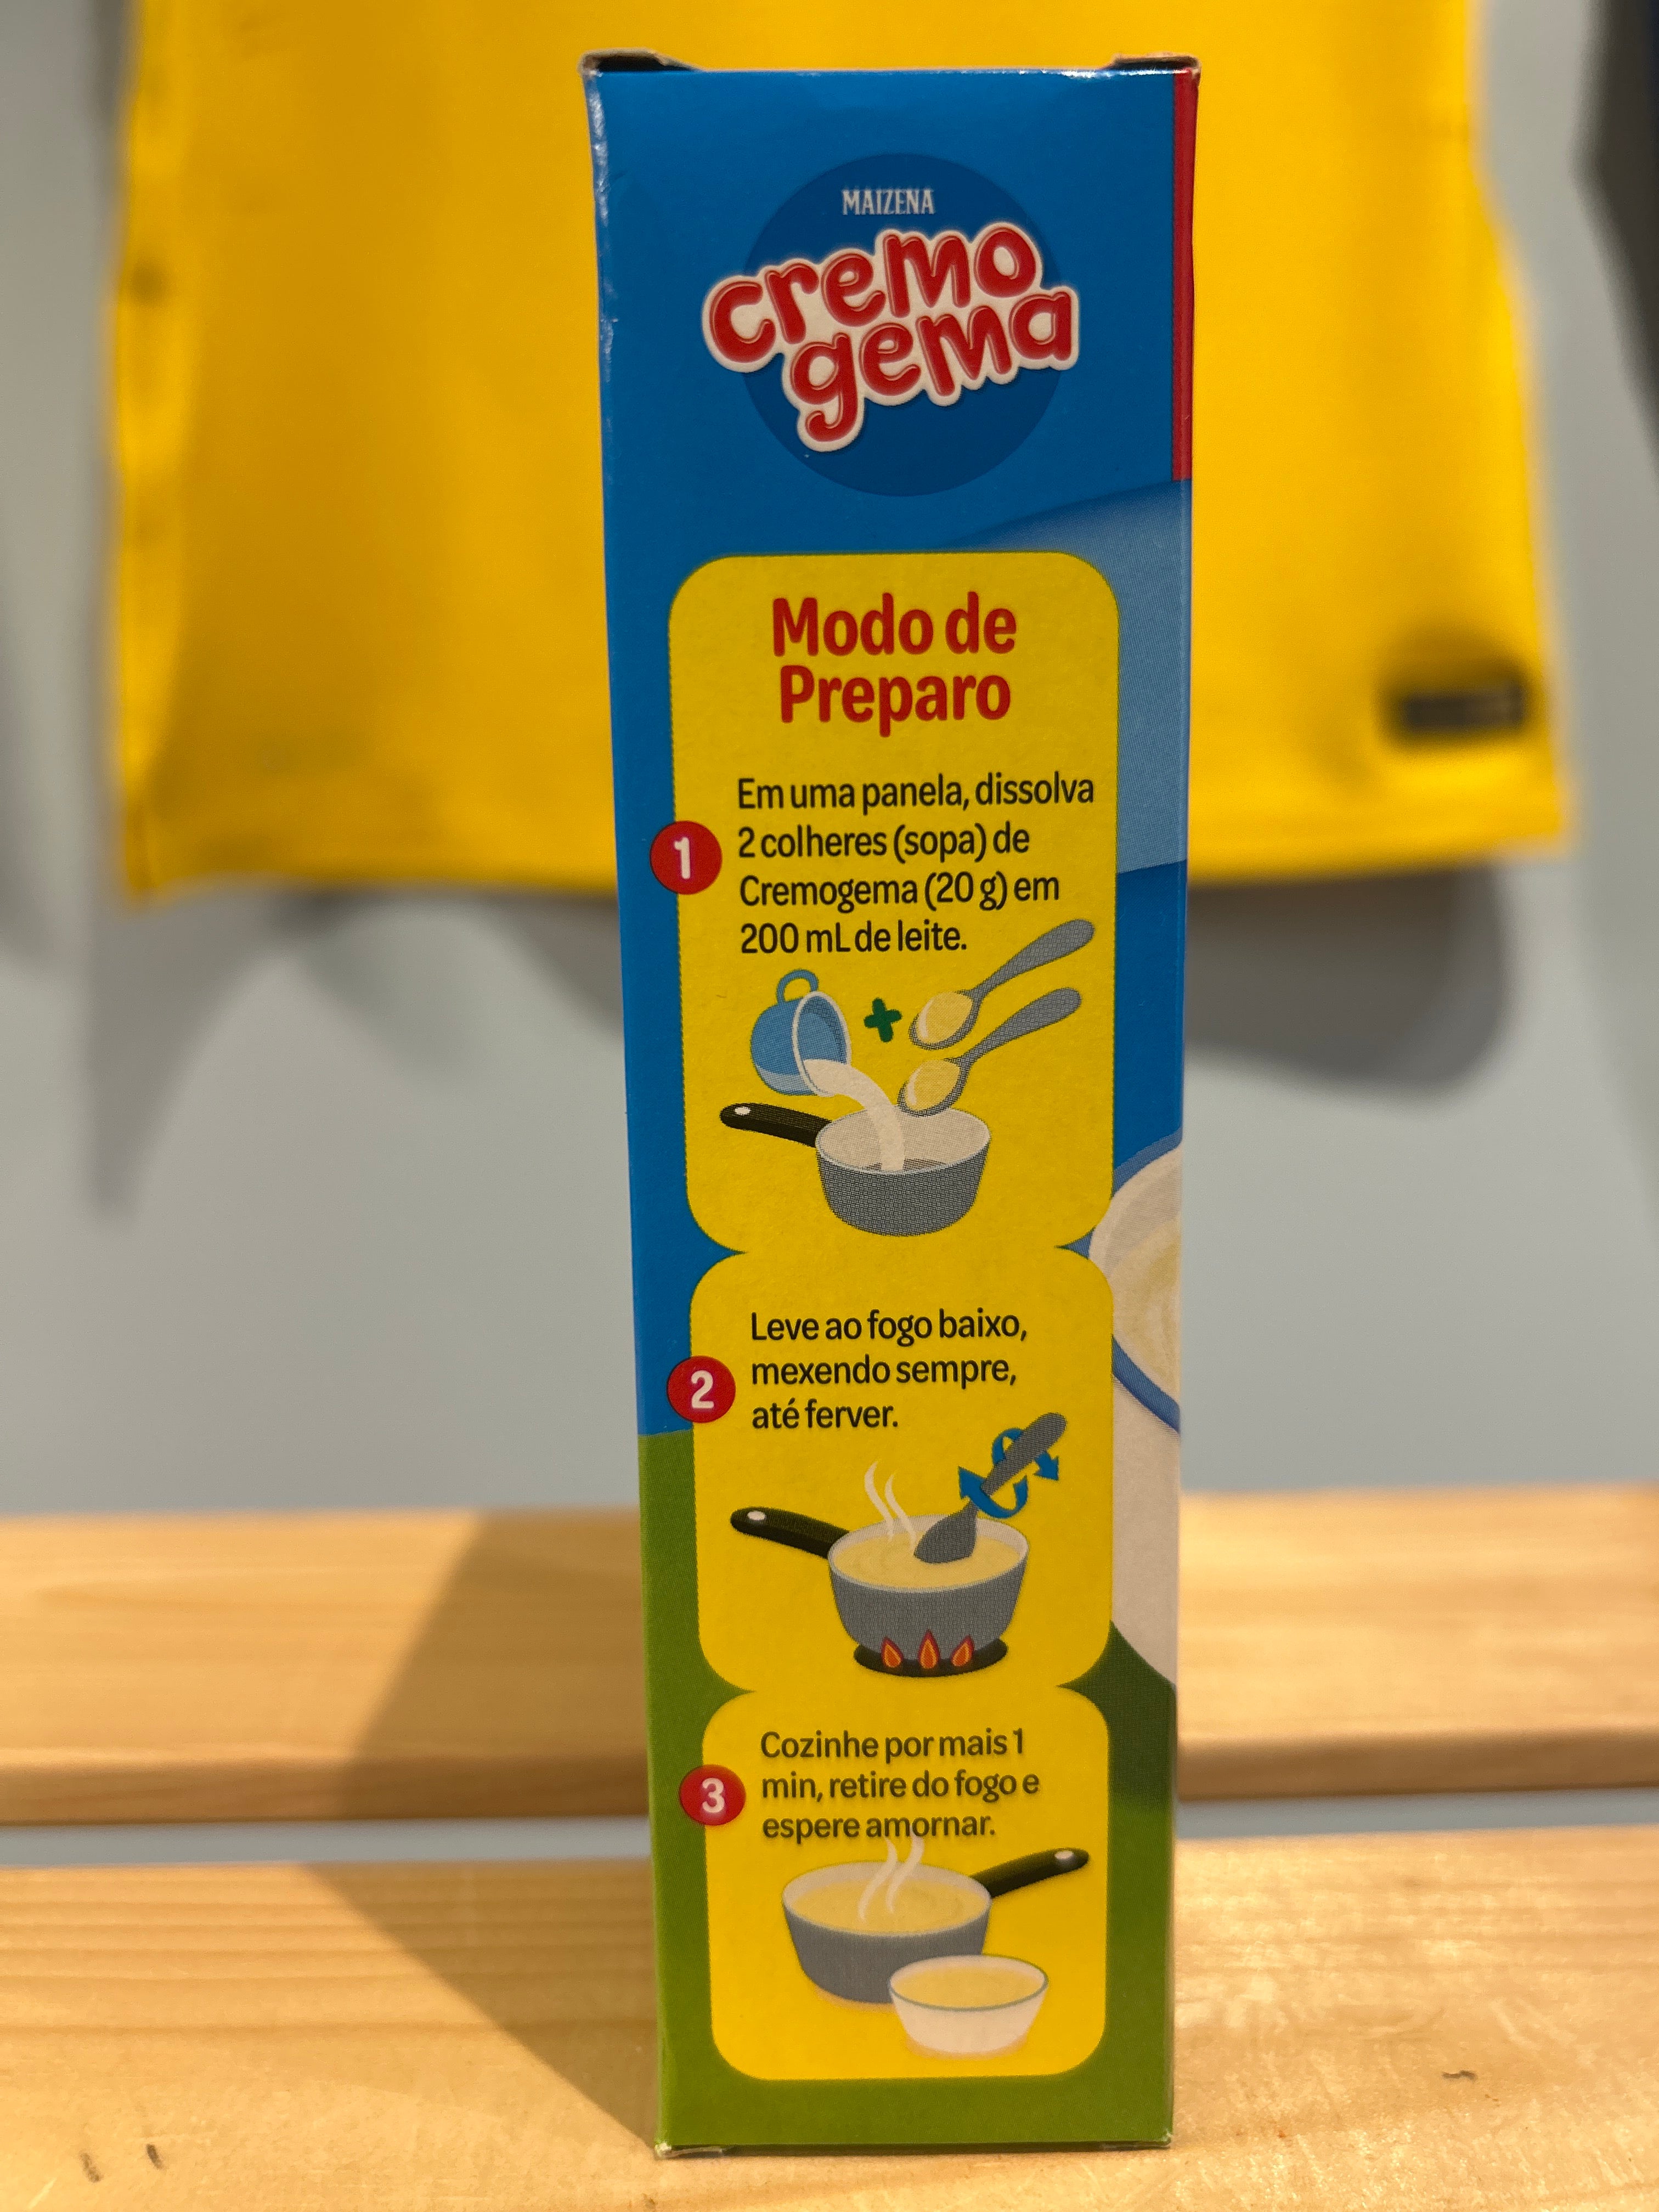 MAIZENA
cremo
gema
Modo de
Preparo
1
Em uma panela, dissolva
2 colheres (sopa) de
Cremogema (20 g) em
200 mL de leite.
2
Leve ao fogo baixo,
mexendo sempre,
até ferver.
3
Cozinhe por mais 1
min, retire do fogo e
espere amornar.